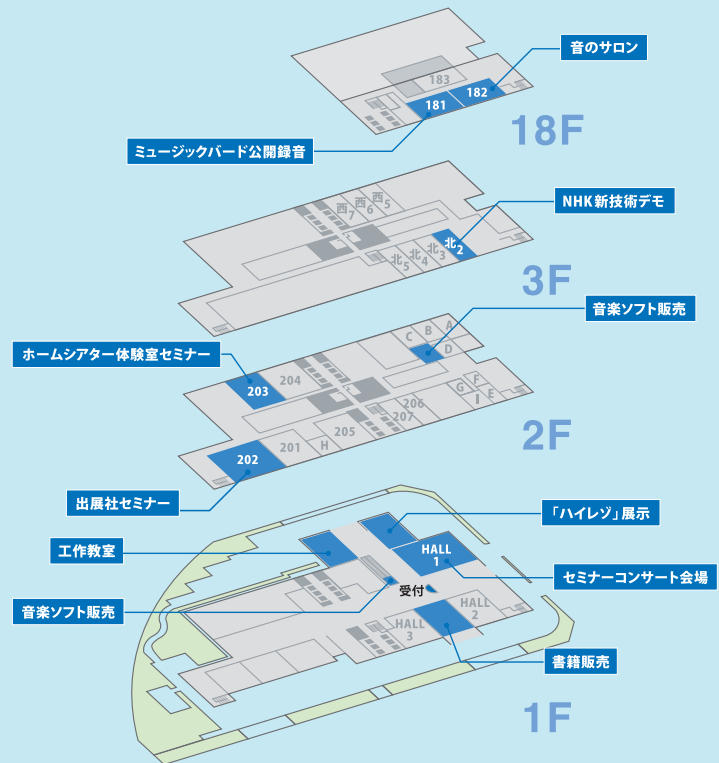 音のサロン
183
182
181
18F
ミュージックバード公開録音
西5
西6
西7
NHK新技術デモ
北2
北3
北4
北5
3F
音楽ソフト販売
A
B
C
D
ホームシアター体験室セミナー
204
203
F
E
G
I
206
207
205
H
201
202
2F
出展社セミナー
「ハイレゾ」展示
工作教室
HALL
1
セミナーコンサート会場
受付
音楽ソフト販売
HALL
2
HALL
3
書籍販売
1F